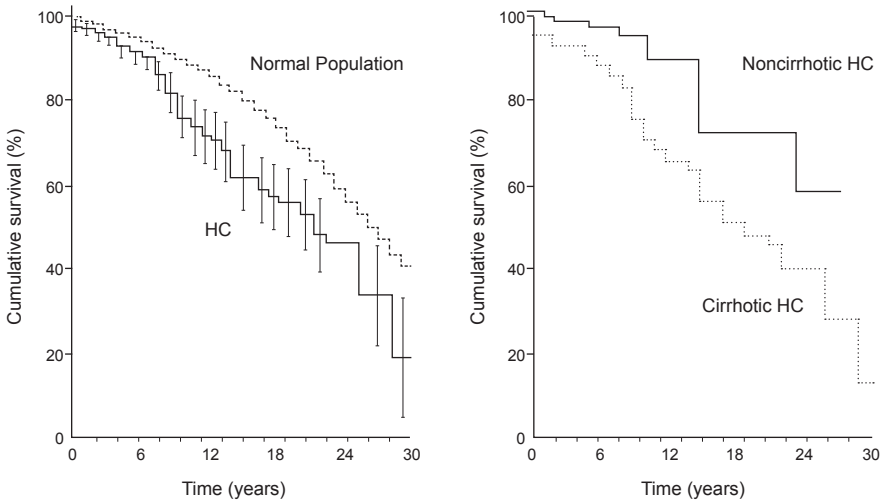 100
80
60
40
20
0
Cumulative survival (%)
Normal Population
HC
0 6 12 18 24 30
Time (years)
100
80
60
40
20
0
Cumulative survival (%)
Noncirrhotic HC
Cirrhotic HC
0 6 12 18 24 30
Time (years)